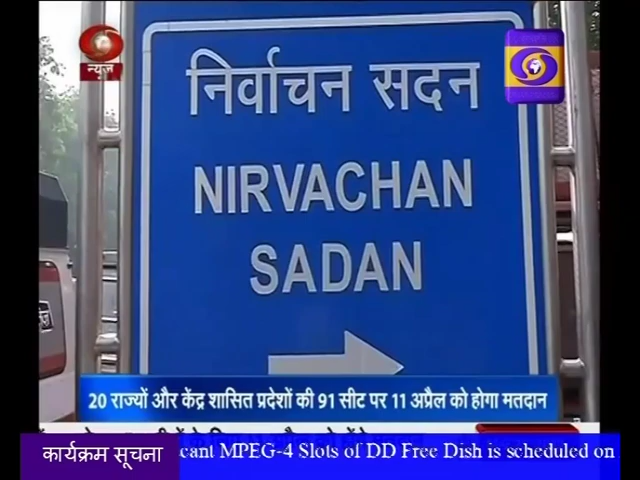 न्यूज़
निर्वाचन सदन
NIRVACHAN
SADAN
20 राज्यों और केंद्र शासित प्रदेशों की 91 सीट पर 11 अप्रैल को होगा मतदान
कार्यक्रम सूचना
cant MPEG-4 Slots of DD Free Dish is scheduled on